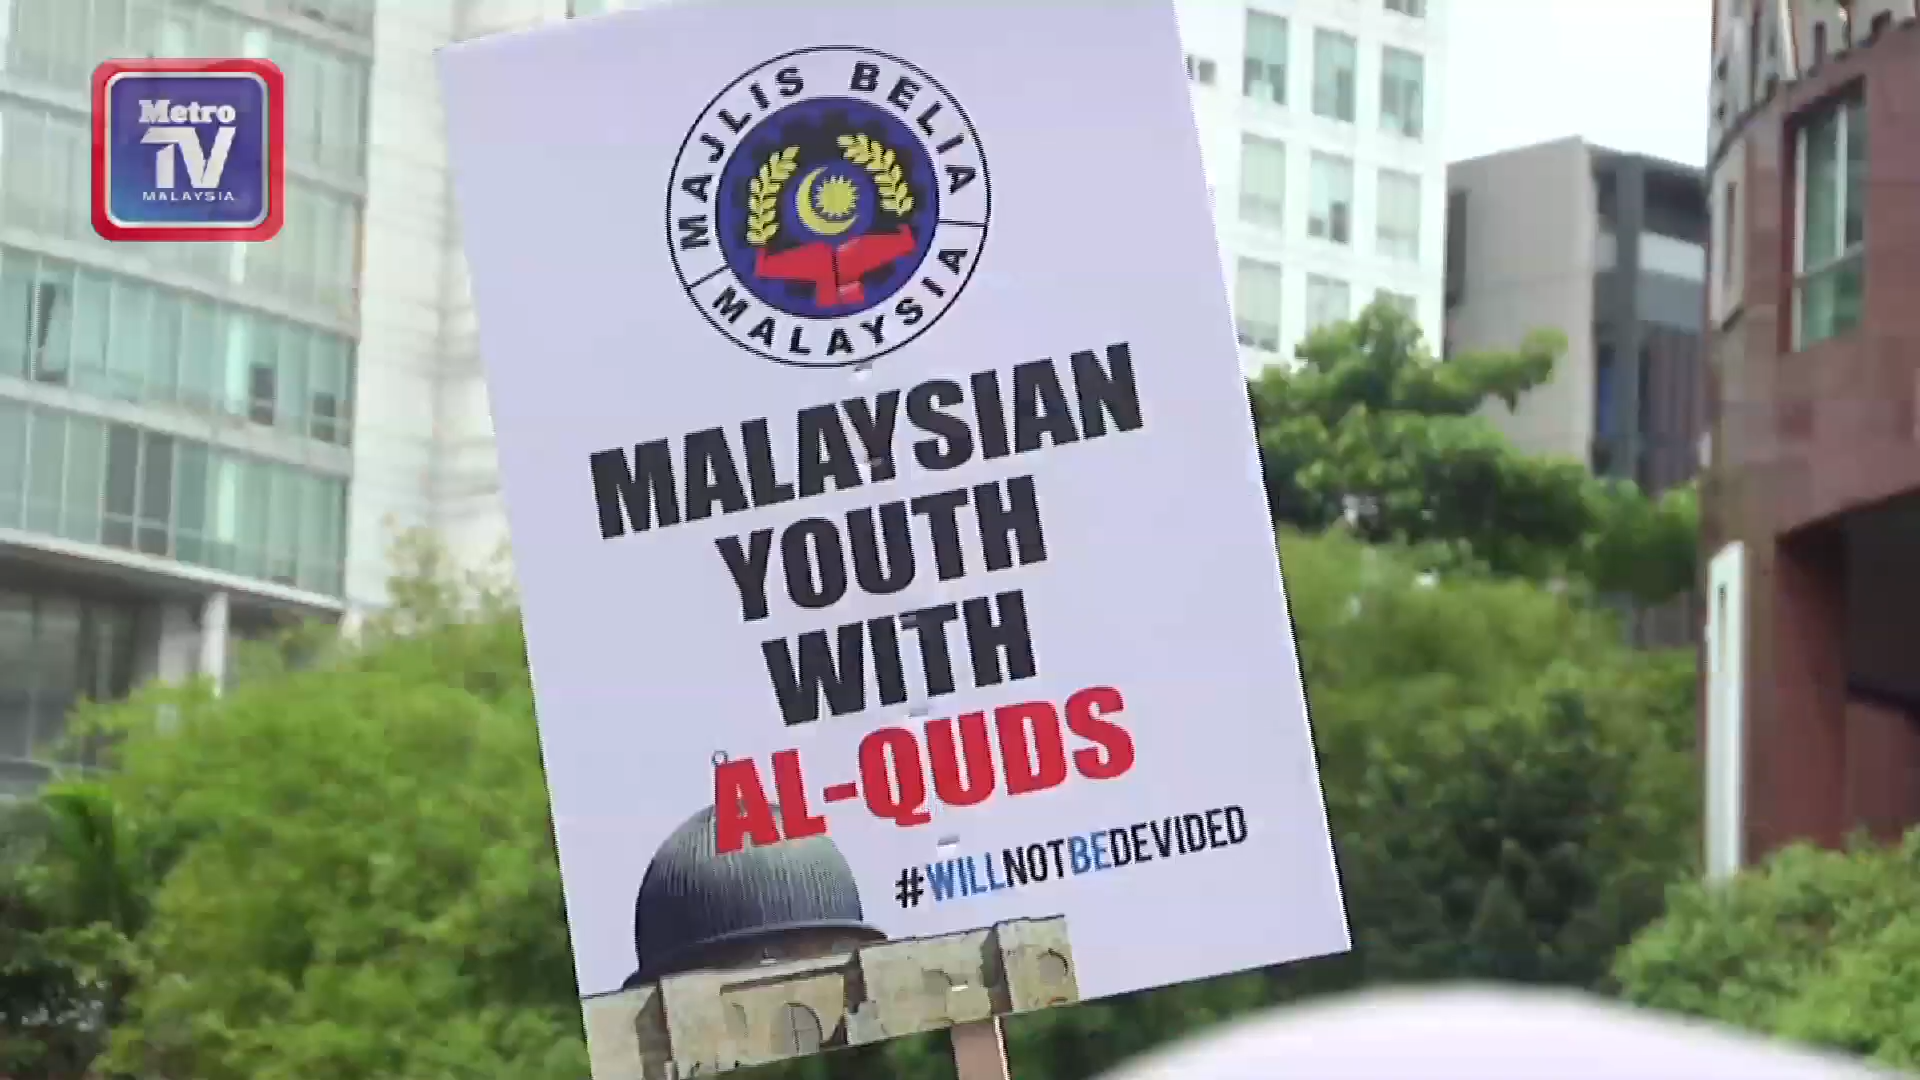 Metro
TV
MALAYSIA
MAJLIS BELIA
MALAYSIA
MALAYSIAN
YOUTH
WITH
AL-QUDS
#WILLNOTBEDEVIDED